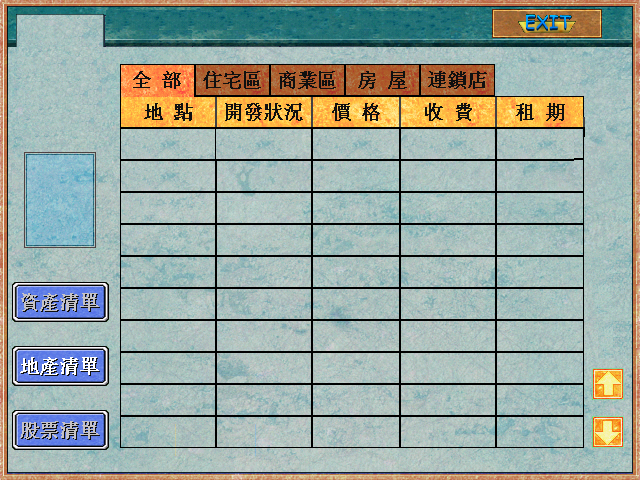 EXIT
全部 住宅區 商業區 房屋 連鎖店
地點 開發狀況 價格 收費 租期
資產清單
地產清單
股票清單